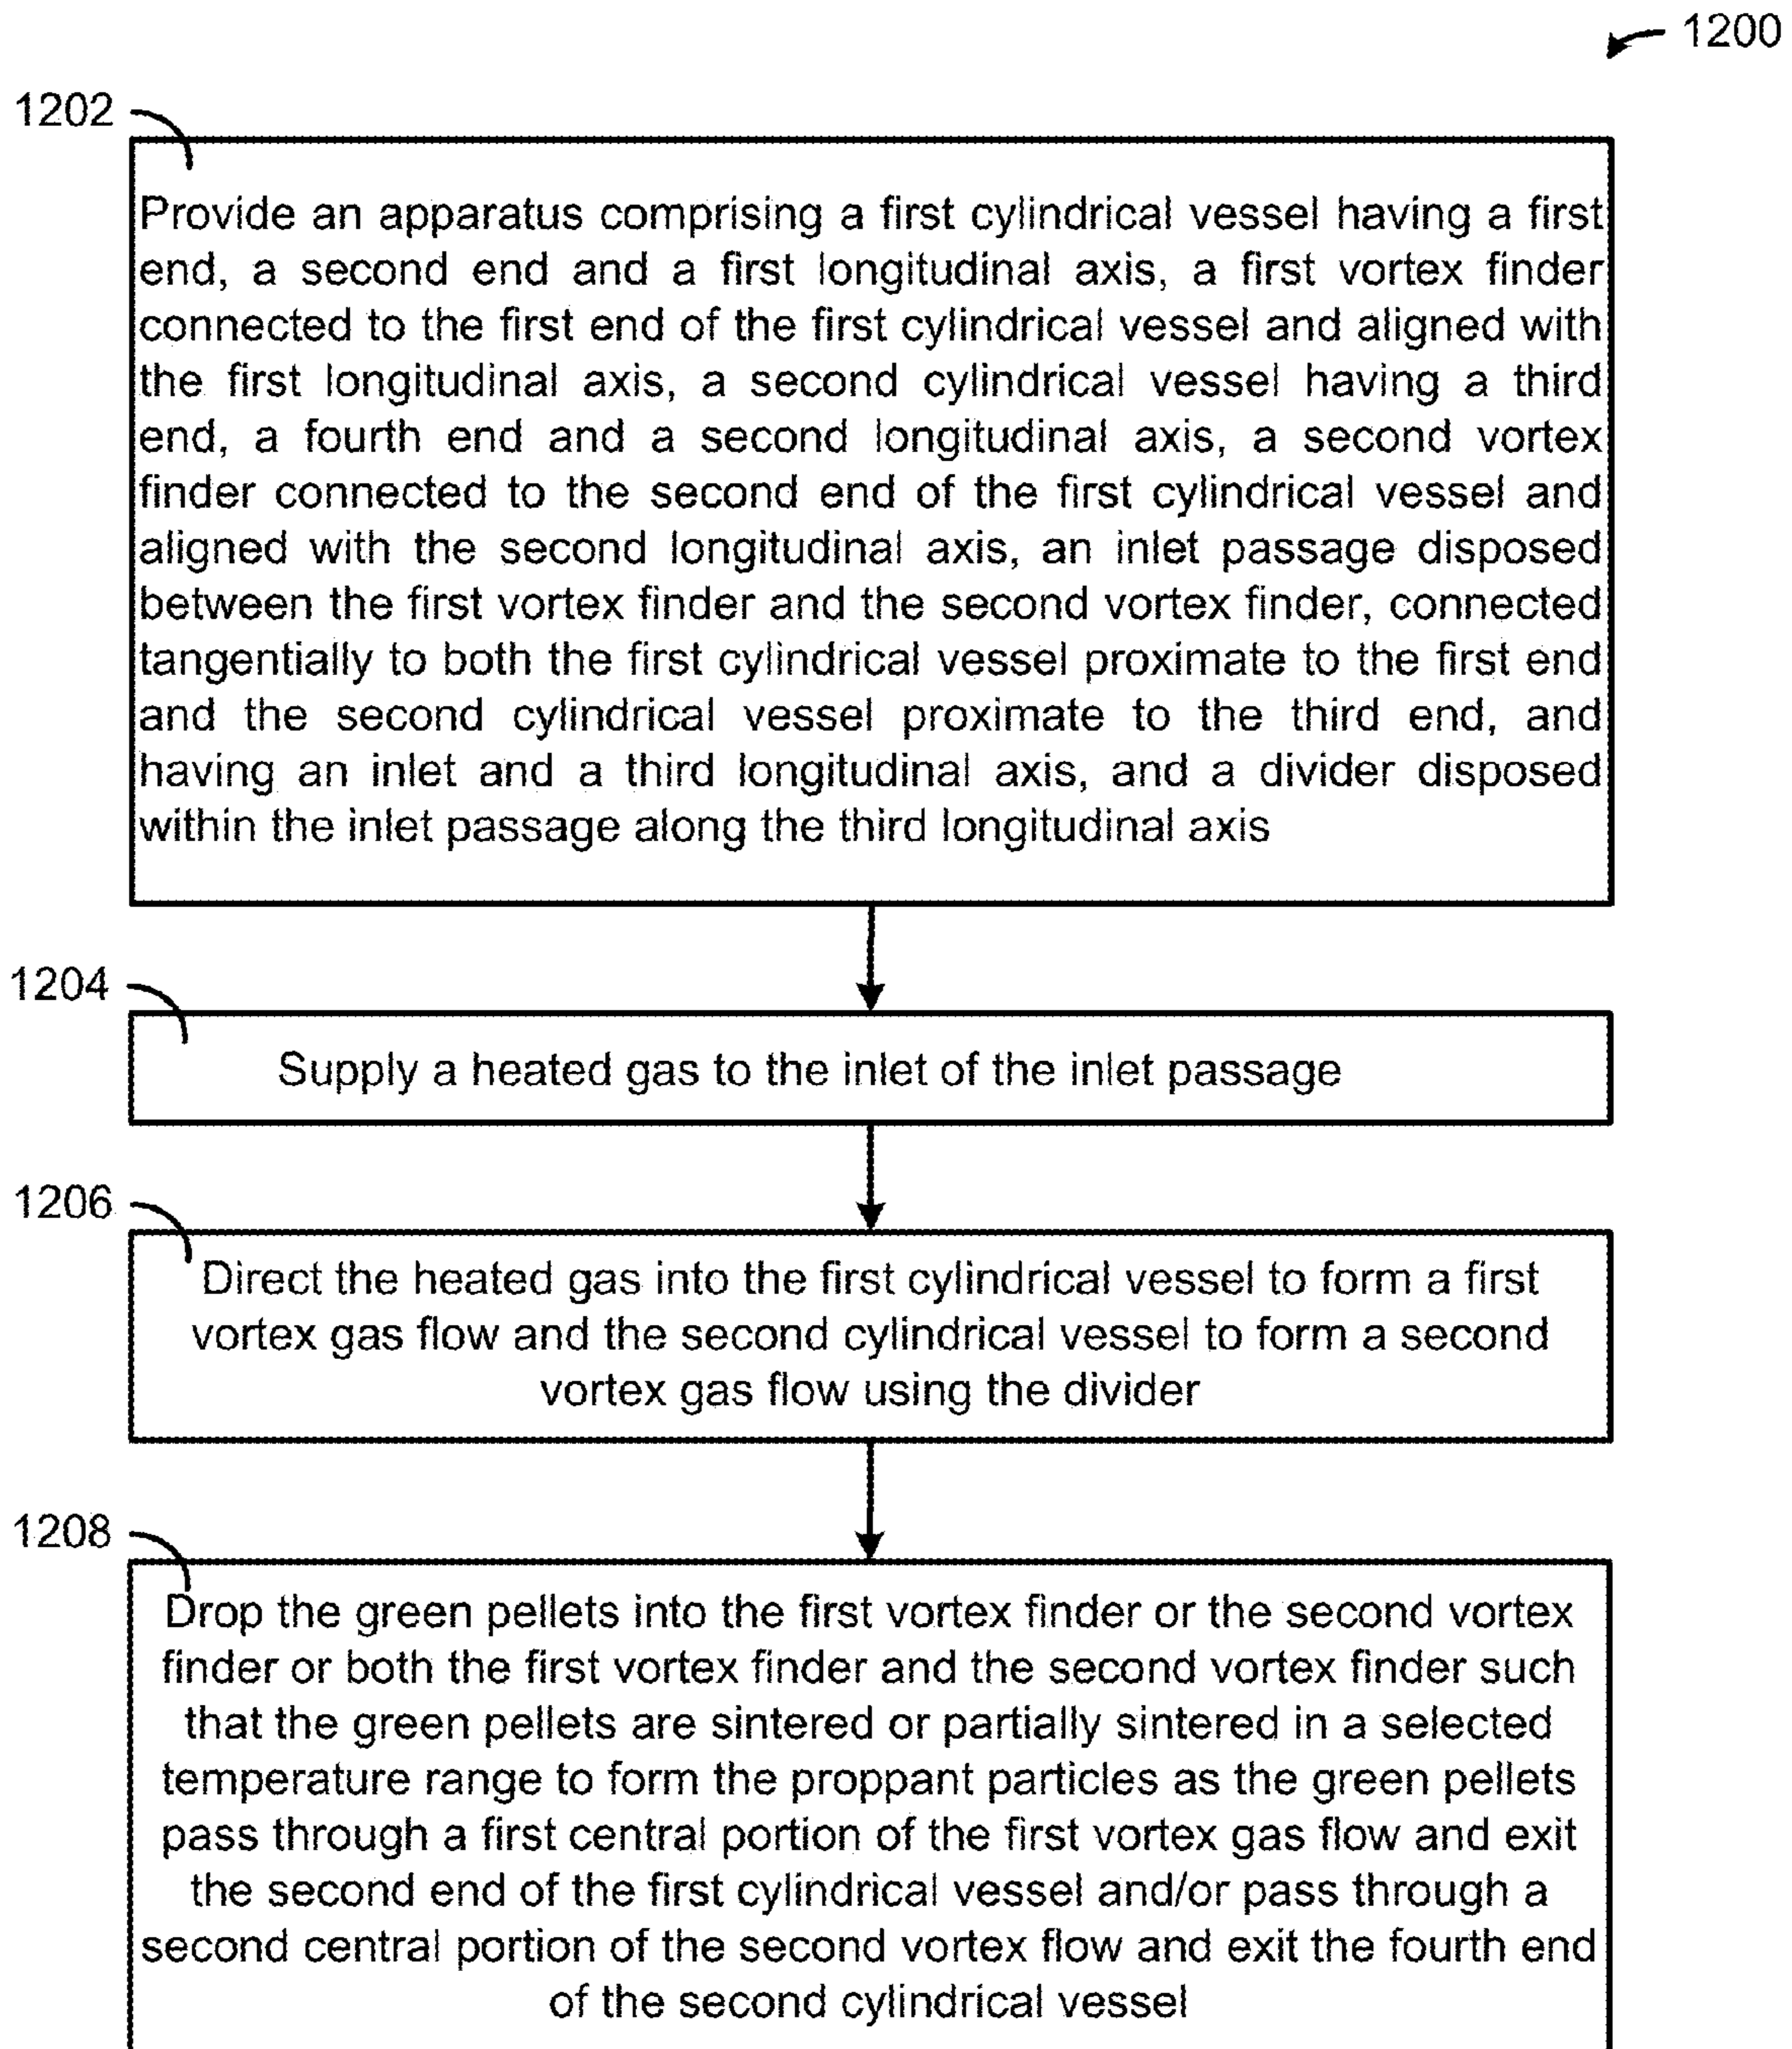 1200
1202
Provide an apparatus comprising a first cylindrical vessel having a first
end, a second end and a first longitudinal axis, a first vortex finder
connected to the first end of the first cylindrical vessel and aligned with
the first longitudinal axis, a second cylindrical vessel having a third
end, a fourth end and a second longitudinal axis, a second vortex
finder connected to the second end of the first cylindrical vessel and
aligned with the second longitudinal axis, an inlet passage disposed
between the first vortex finder and the second vortex finder, connected
tangentially to both the first cylindrical vessel proximate to the first end
and the second cylindrical vessel proximate to the third end, and
having an inlet and a third longitudinal axis, and a divider disposed
within the inlet passage along the third longitudinal axis
1204
Supply a heated gas to the inlet of the inlet passage
1206
Direct the heated gas into the first cylindrical vessel to form a first
vortex gas flow and the second cylindrical vessel to form a second
vortex gas flow using the divider
1208
Drop the green pellets into the first vortex finder or the second vortex
finder or both the first vortex finder and the second vortex finder such
that the green pellets are sintered or partially sintered in a selected
temperature range to form the proppant particles as the green pellets
pass through a first central portion of the first vortex gas flow and exit
the second end of the first cylindrical vessel and/or pass through a
second central portion of the second vortex flow and exit the fourth end
of the second cylindrical vessel